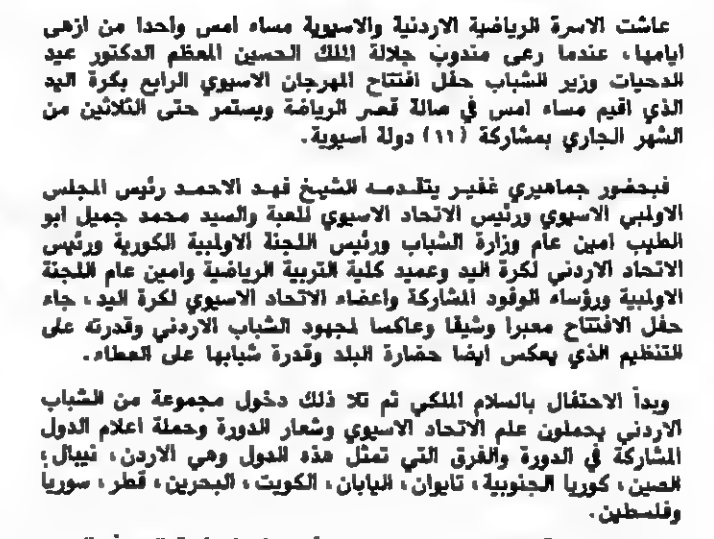 عاشت الاسرة الرياضية الاردنية والاسيوية مساء امس واحدا من ازهى
ايامها، عندما رعى مندوب جلالة الملك الحسين المعظم الدكتور عيد
الدحيات وزير الشباب حفل افتتاح المهرجان الاسيوي الرابع بكرة اليد
الذي اقيم مساء امس في صالة قصر الرياضة ويستمر حتى الثلاثين من
الشهر الجاري بمشاركة (١١) دولة اسيوية.
فبحضور جماهيري غفير يتقدمه الشيخ فهد الاحمد رئيس المجلس
الاولمبي الاسيوي ورئيس الاتحاد الاسيوي للعبة والسيد محمد جميل ابو
الطيب امين عام وزارة الشباب ورئيس اللجنة الاولمبية الكورية ورئيس
الاتحاد الاردني لكرة اليد وعميد كلية التربية الرياضية وامين عام اللجنة
الاولمبية ورؤساء الوفود المشاركة واعضاء الاتحاد الاسيوي لكرة اليد، جاء
حفل الافتتاح معبرا وشيقا وعاكسا لمجهود الشباب الاردني وقدرته على
التنظيم الذي يعكس ايضا حضارة البلد وقدرة شبابها على العطاء.
وبدأ الاحتفال بالسلام الملكي ثم تلا ذلك دخول مجموعة من الشباب
الاردني يحملون علم الاتحاد الاسيوي وشعار الدورة وحملة اعلام الدول
المشاركة في الدورة والفرق التي تمثل هذه الدول وهي الاردن، نيبال،
الصين، كوريا الجنوبية، تايوان، اليابان، الكويت، البحرين، قطر، سوريا
وفلسطين.